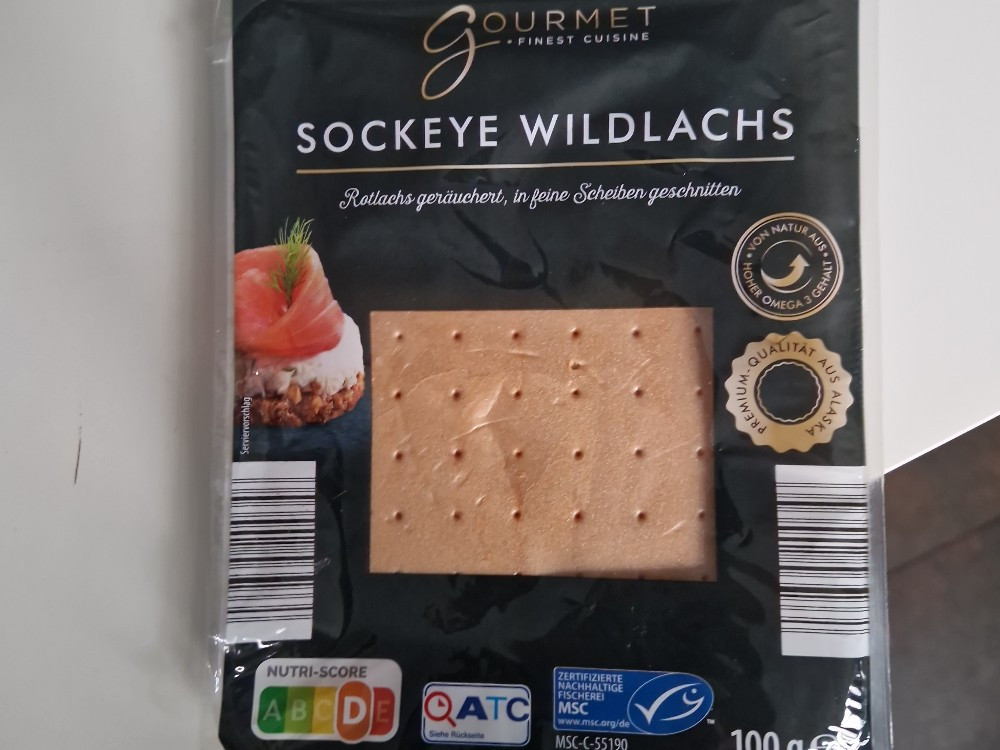 GOURMET
FINEST CUISINE
SOCKEYE WILDLACHS
Rotlachs geräuchert, in feine Scheiben geschnitten
VON NATUR AUS
HOHER OMEGA 3 GEHALT
PREMIUM-QUALITÄT AUS ALASKA
Serviervorschlag
NUTRI-SCORE
A B C D E
ATC
Siehe Rückseite
ZERTIFIZIERTE
NACHHALTIGE
FISCHEREI
MSC
www.msc.org/de
TM
MSC-C-55190
100 g